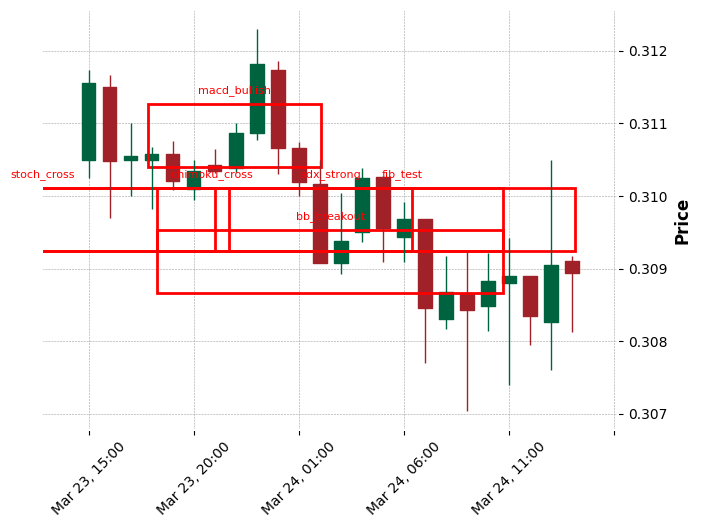 macd_bullish
stoch_cross
ichimoku_cross
adx_strong
fib_test
bb_breakout
0.312
0.311
0.310
0.309
0.308
0.307
Price
Mar 23, 15:00
Mar 23, 20:00
Mar 24, 01:00
Mar 24, 06:00
Mar 24, 11:00